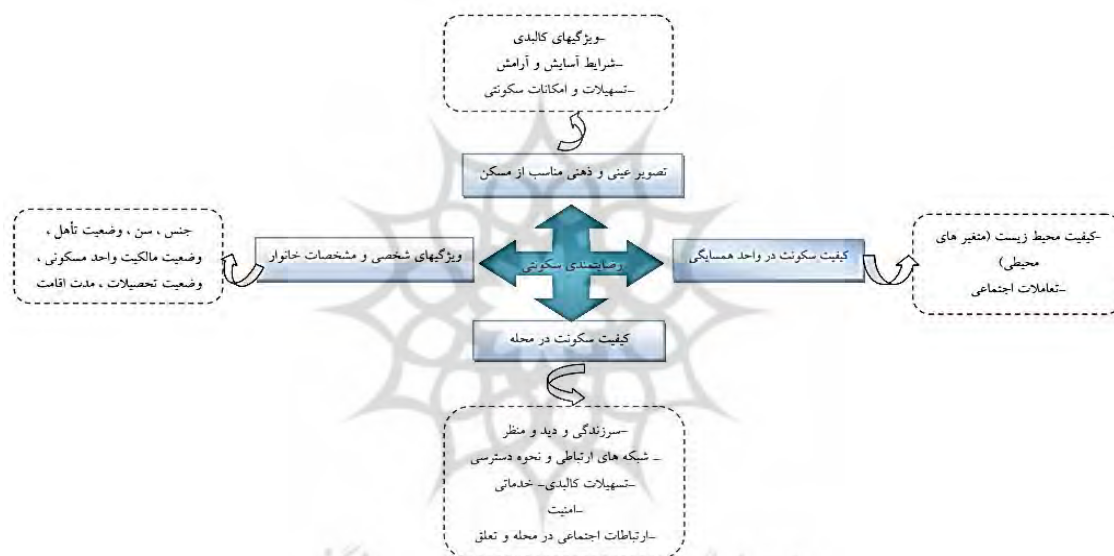 -ویژگیهای کالبدی
-شرایط آسایش و آرامش
-تسهیلات و امکانات سکونتی
تصویر عینی و ذهنی مناسب از مسکن
-کیفیت محیط زیست (متغیر های
محیطی)
-تعاملات اجتماعی
کیفیت سکونت در واحد همسایگی
رضایتمندی سکونتی
ویژگیهای شخصی و مشخصات خانوار
جنس ، سن ، وضعیت تأهل ،
وضعیت مالکیت واحد مسکونی ،
وضعیت تحصیلات ، مدت اقامت
کیفیت سکونت در محله
-سرزندگی و دید و منظر
- شبکه های ارتباطی و نحوه دسترسی
-تسهیلات کالبدی- خدماتی
-امنیت
-ارتباطات اجتماعی در محله و تعلق